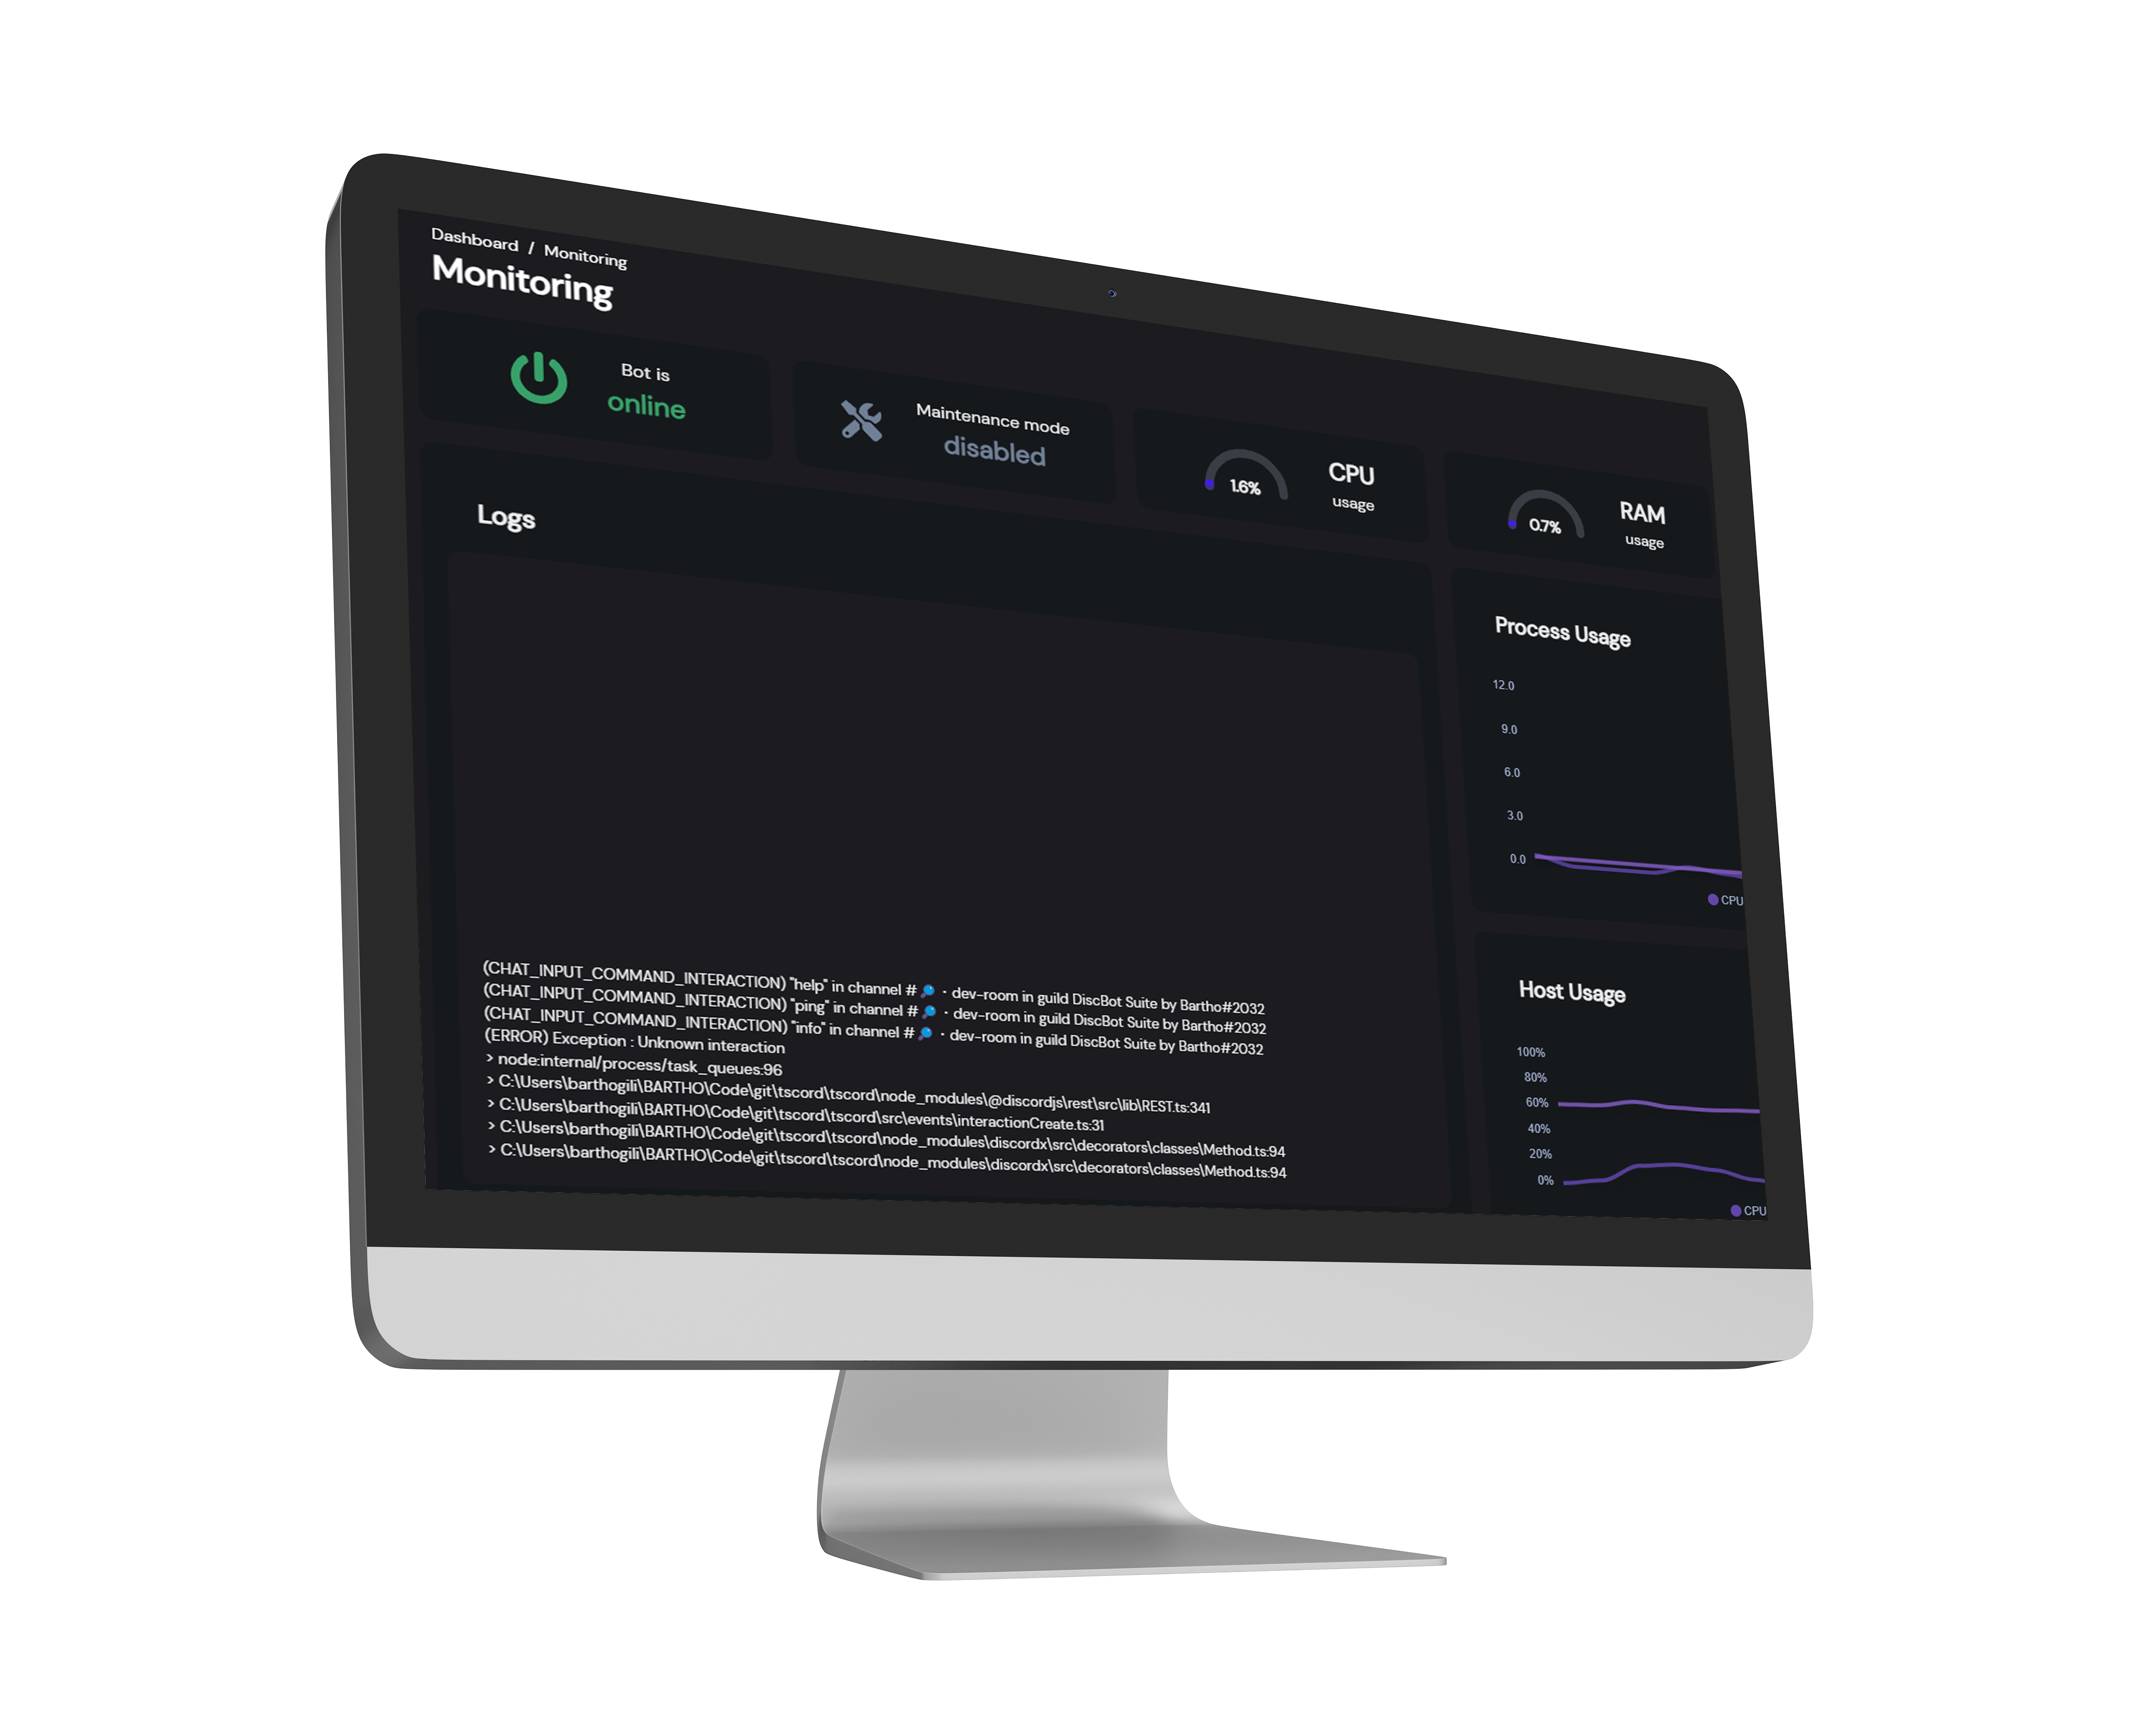 Dashboard / Monitoring
Monitoring
Bot is
online
Maintenance mode
disabled
1.6%
CPU
usage
0.7%
RAM
usage
Logs
(CHAT_INPUT_COMMAND_INTERACTION) "help" in channel #🔎・dev-room in guild DiscBot Suite by Bartho#2032
(CHAT_INPUT_COMMAND_INTERACTION) "ping" in channel #🔎・dev-room in guild DiscBot Suite by Bartho#2032
(CHAT_INPUT_COMMAND_INTERACTION) "info" in channel #🔎・dev-room in guild DiscBot Suite by Bartho#2032
(ERROR) Exception : Unknown interaction
> node:internal/process/task_queues:96
> C:\Users\barthogili\BARTHO\Code\git\tscord\tscord\node_modules\@discordjs\rest\src\lib\REST.ts:341
> C:\Users\barthogili\BARTHO\Code\git\tscord\tscord\src\events\interactionCreate.ts:31
> C:\Users\barthogili\BARTHO\Code\git\tscord\tscord\node_modules\discordx\src\decorators\classes\Method.ts:94
> C:\Users\barthogili\BARTHO\Code\git\tscord\tscord\node_modules\discordx\src\decorators\classes\Method.ts:94
Process Usage
12.0
9.0
6.0
3.0
0.0
CPU
Host Usage
100%
80%
60%
40%
20%
0%
CPU